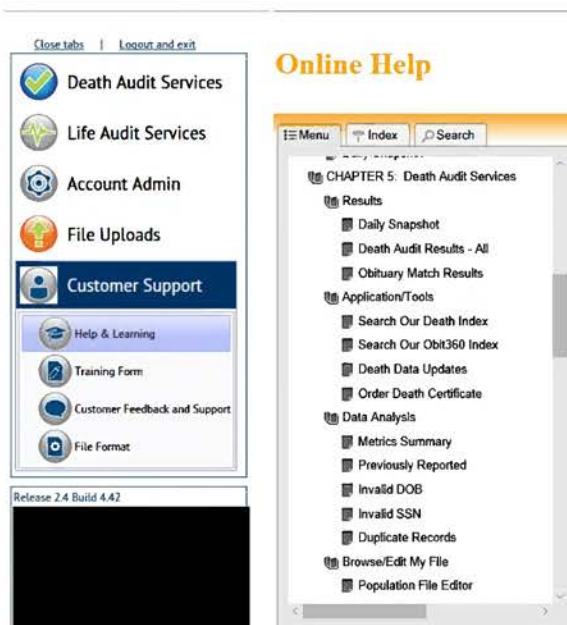 Close tabs | Logout and exit
Death Audit Services
Life Audit Services
Account Admin
File Uploads
Customer Support
Help & Learning
Training Form
Customer Feedback and Support
File Format
Release 2.4 Build 4.42
Online Help
Menu Index Search
CHAPTER 5: Death Audit Services
Results
Daily Snapshot
Death Audit Results - All
Obituary Match Results
Application/Tools
Search Our Death Index
Search Our Obit360 Index
Death Data Updates
Order Death Certificate
Data Analysis
Metrics Summary
Previously Reported
Invalid DOB
Invalid SSN
Duplicate Records
Browse/Edit My File
Population File Editor